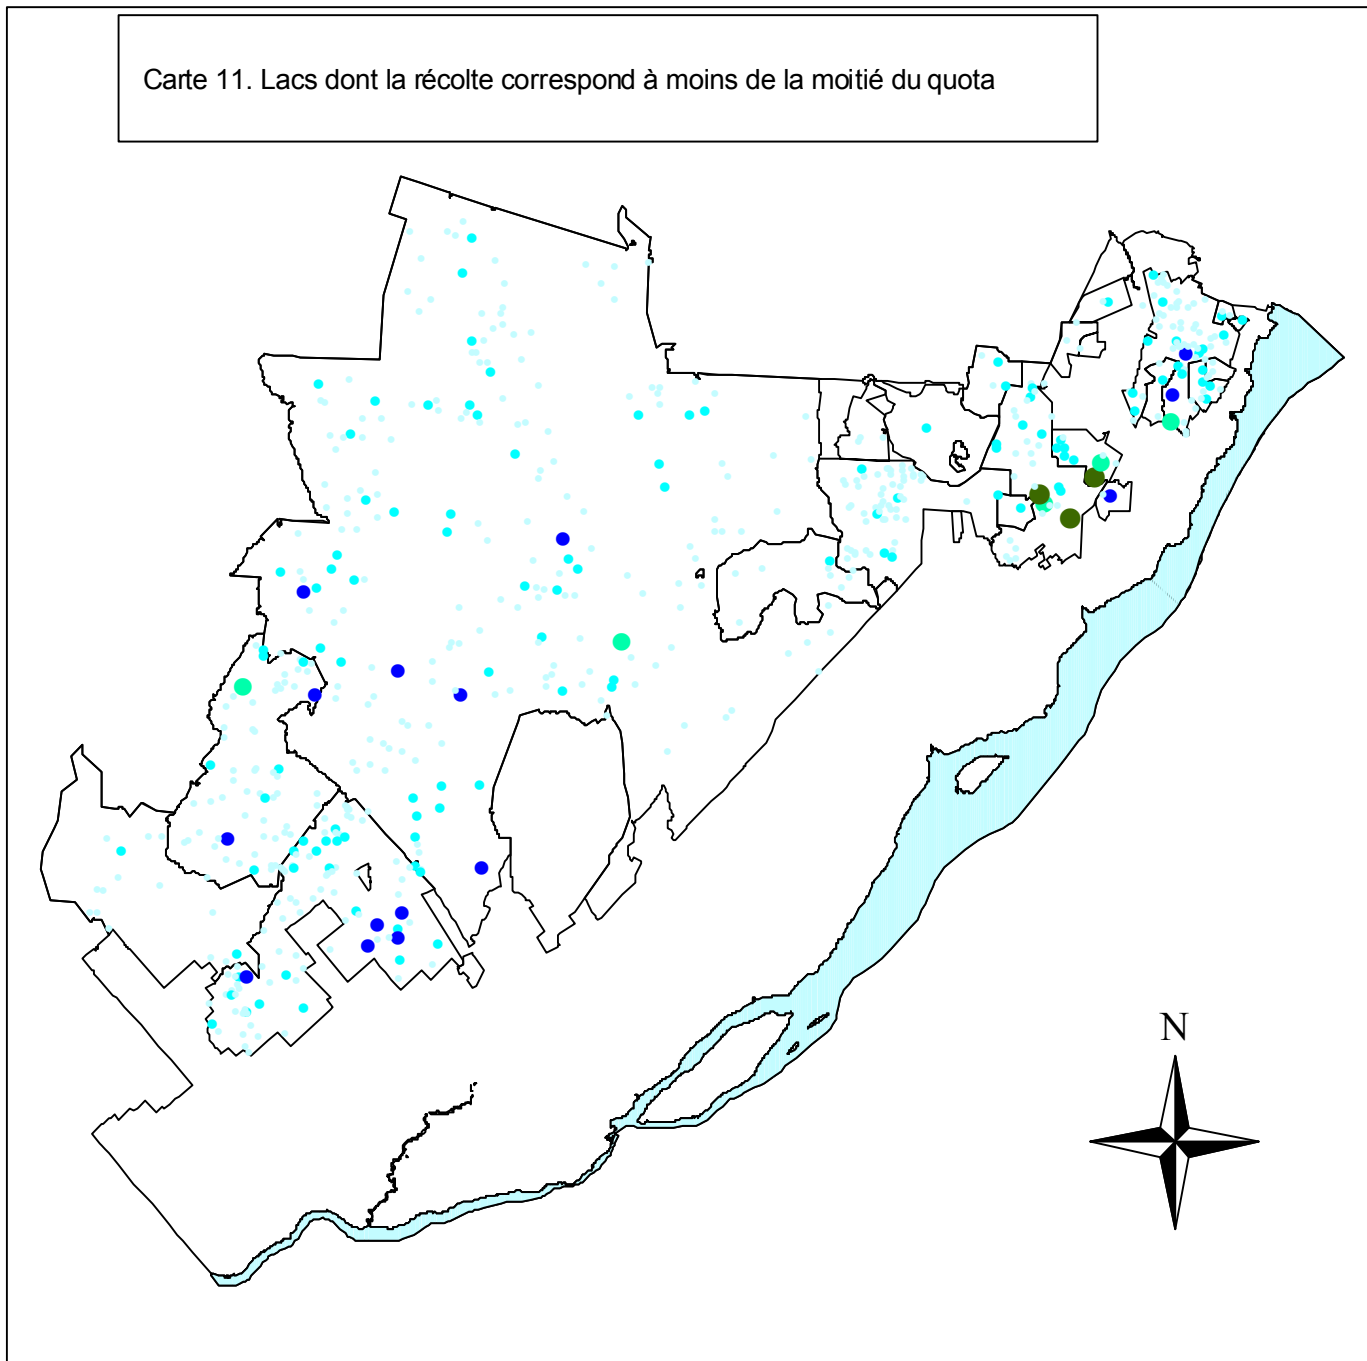 Carte 11. Lacs dont la récolte correspond à moins de la moitié du quota
N